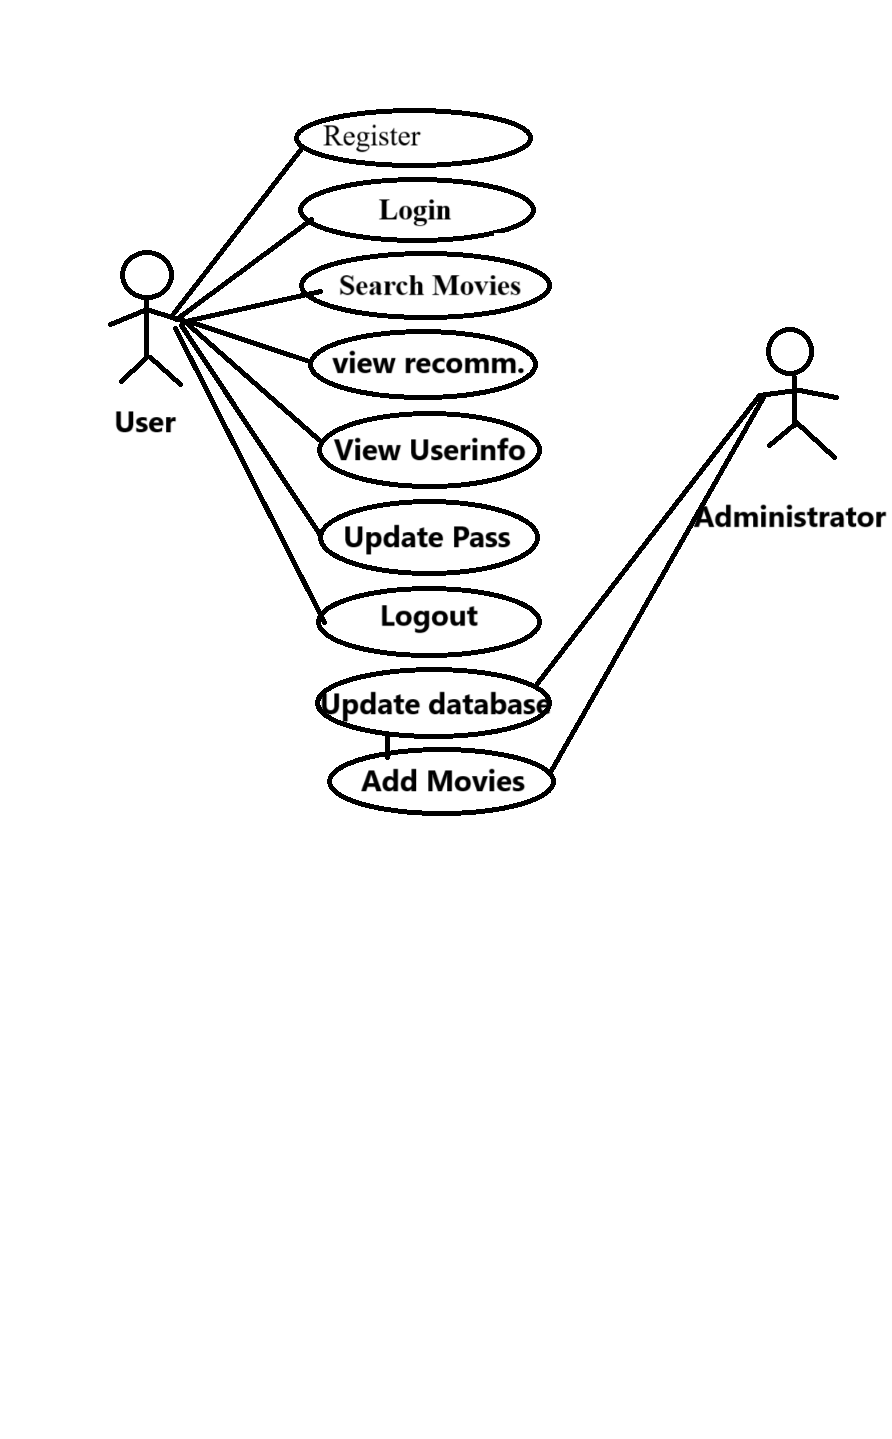 Register
Login
Search Movies
view recomm.
View Userinfo
User
Update Pass
Administrator
Logout
Update database
Add Movies